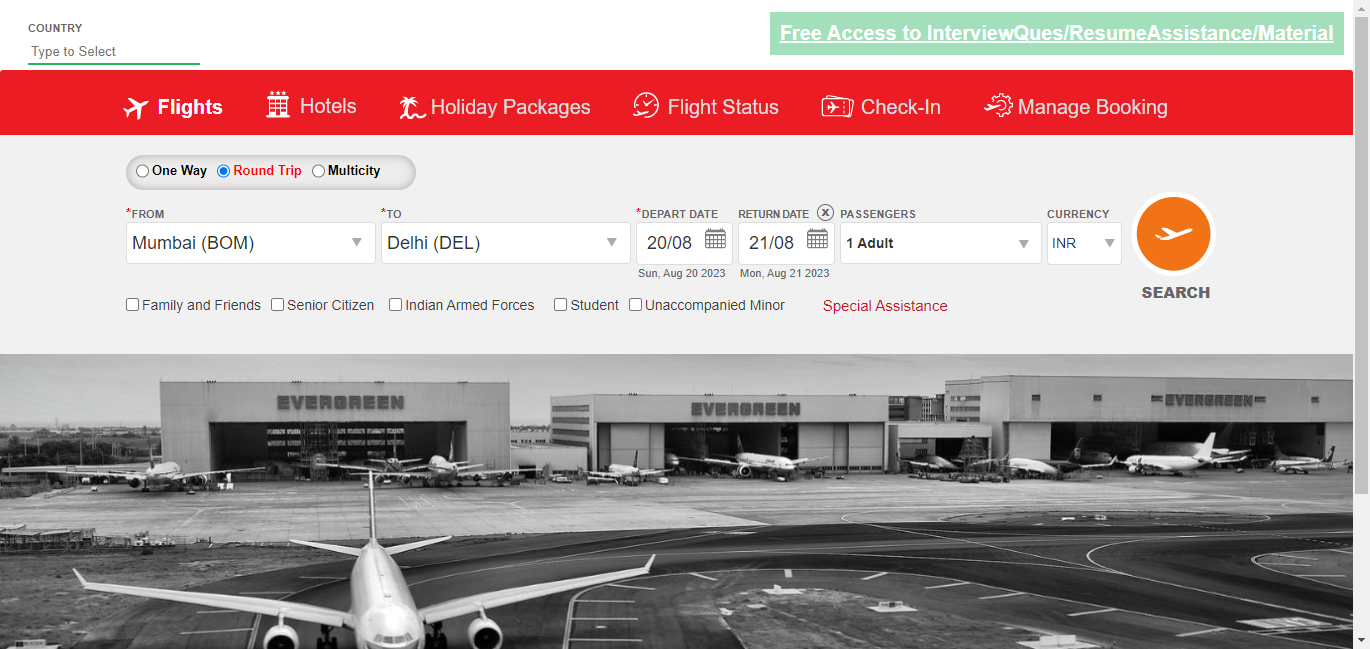 COUNTRY
Type to Select
Free Access to InterviewQues/ResumeAssistance/Material
Flights Hotels Holiday Packages Flight Status Check-In Manage Booking
One Way Round Trip Multicity
*FROM *TO *DEPART DATE RETURN DATE X PASSENGERS CURRENCY
Mumbai (BOM) Delhi (DEL) 20/08 21/08 1 Adult INR
Sun, Aug 20 2023 Mon, Aug 21 2023
SEARCH
Family and Friends Senior Citizen Indian Armed Forces Student Unaccompanied Minor Special Assistance
EVERGREEN EVERGREEN EVERGREEN